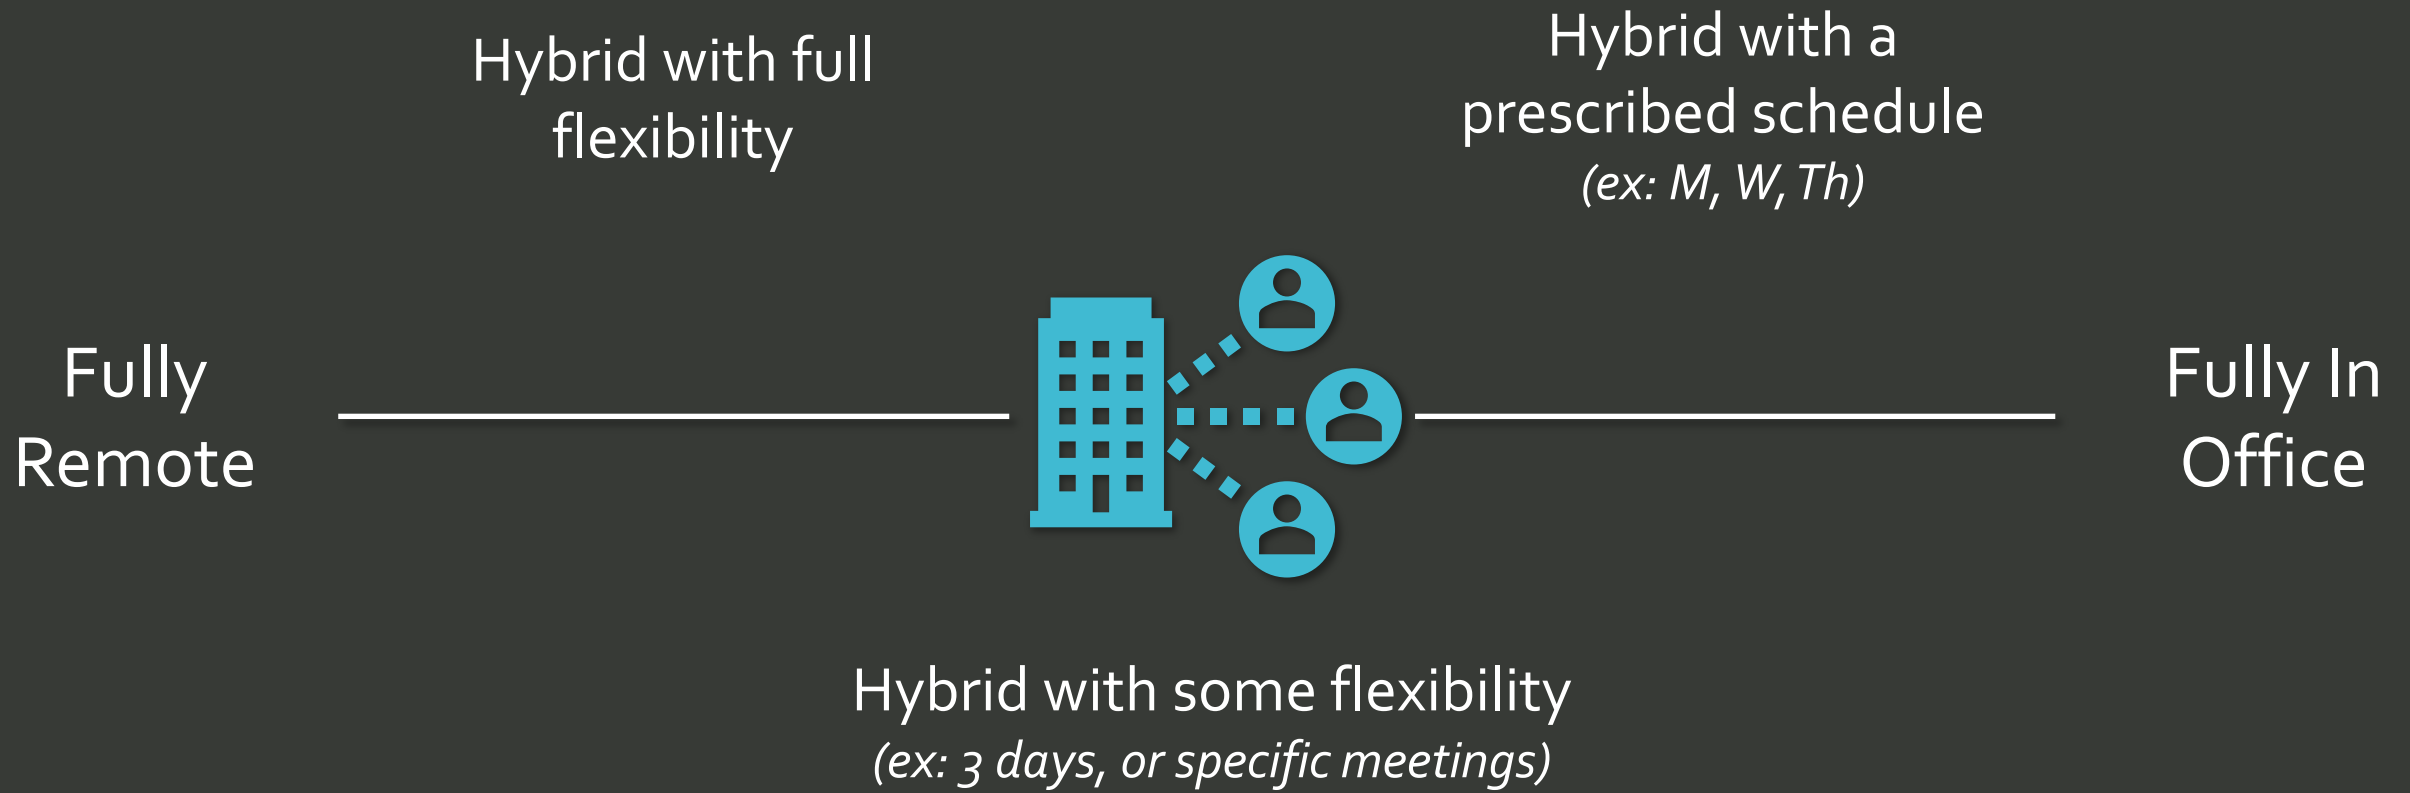 Hybrid with full
flexibility
Hybrid with a
prescribed schedule
(ex: M, W, Th)
Fully
Remote
Fully In
Office
Hybrid with some flexibility
(ex: 3 days, or specific meetings)